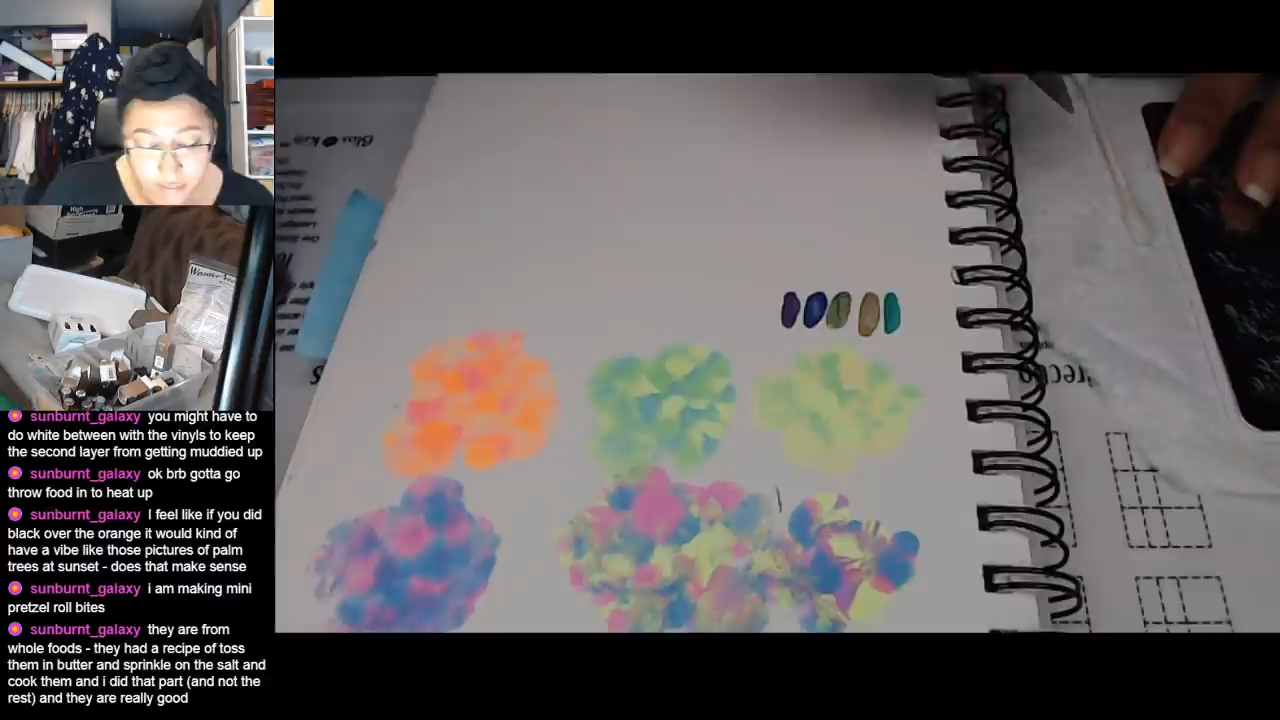 sunburnt_galaxy you might have to
do white between with the vinyls to keep
the second layer from getting muddied up
sunburnt_galaxy ok brb gotta go
throw food in to heat up
sunburnt_galaxy I feel like if you did
black over the orange it would kind of
have a vibe like those pictures of palm
trees at sunset - does that make sense
sunburnt_galaxy i am making mini
pretzel roll bites
sunburnt_galaxy they are from
whole foods - they had a recipe of toss
them in butter and sprinkle on the salt and
cook them and i did that part (and not the
rest) and they are really good